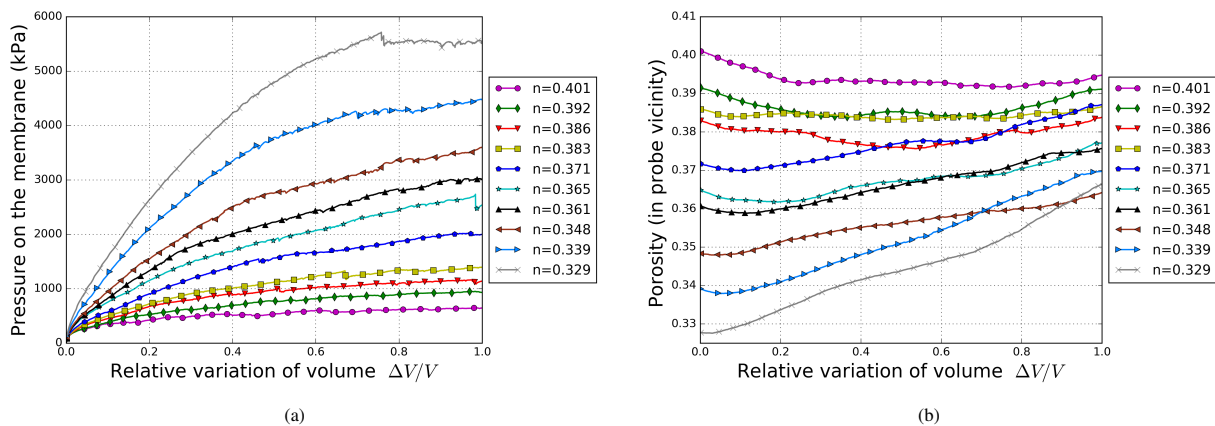 6000
5000
4000
3000
2000
1000
0
0.0 0.2 0.4 0.6 0.8 1.0
Pressure on the membrane (kPa)
Relative variation of volume ΔV/V
n=0.401
n=0.392
n=0.386
n=0.383
n=0.371
n=0.365
n=0.361
n=0.348
n=0.339
n=0.329
(a)
0.41
0.40
0.39
0.38
0.37
0.36
0.35
0.34
0.33
0.0 0.2 0.4 0.6 0.8 1.0
Porosity (in probe vicinity)
Relative variation of volume ΔV/V
n=0.401
n=0.392
n=0.386
n=0.383
n=0.371
n=0.365
n=0.361
n=0.348
n=0.339
n=0.329
(b)